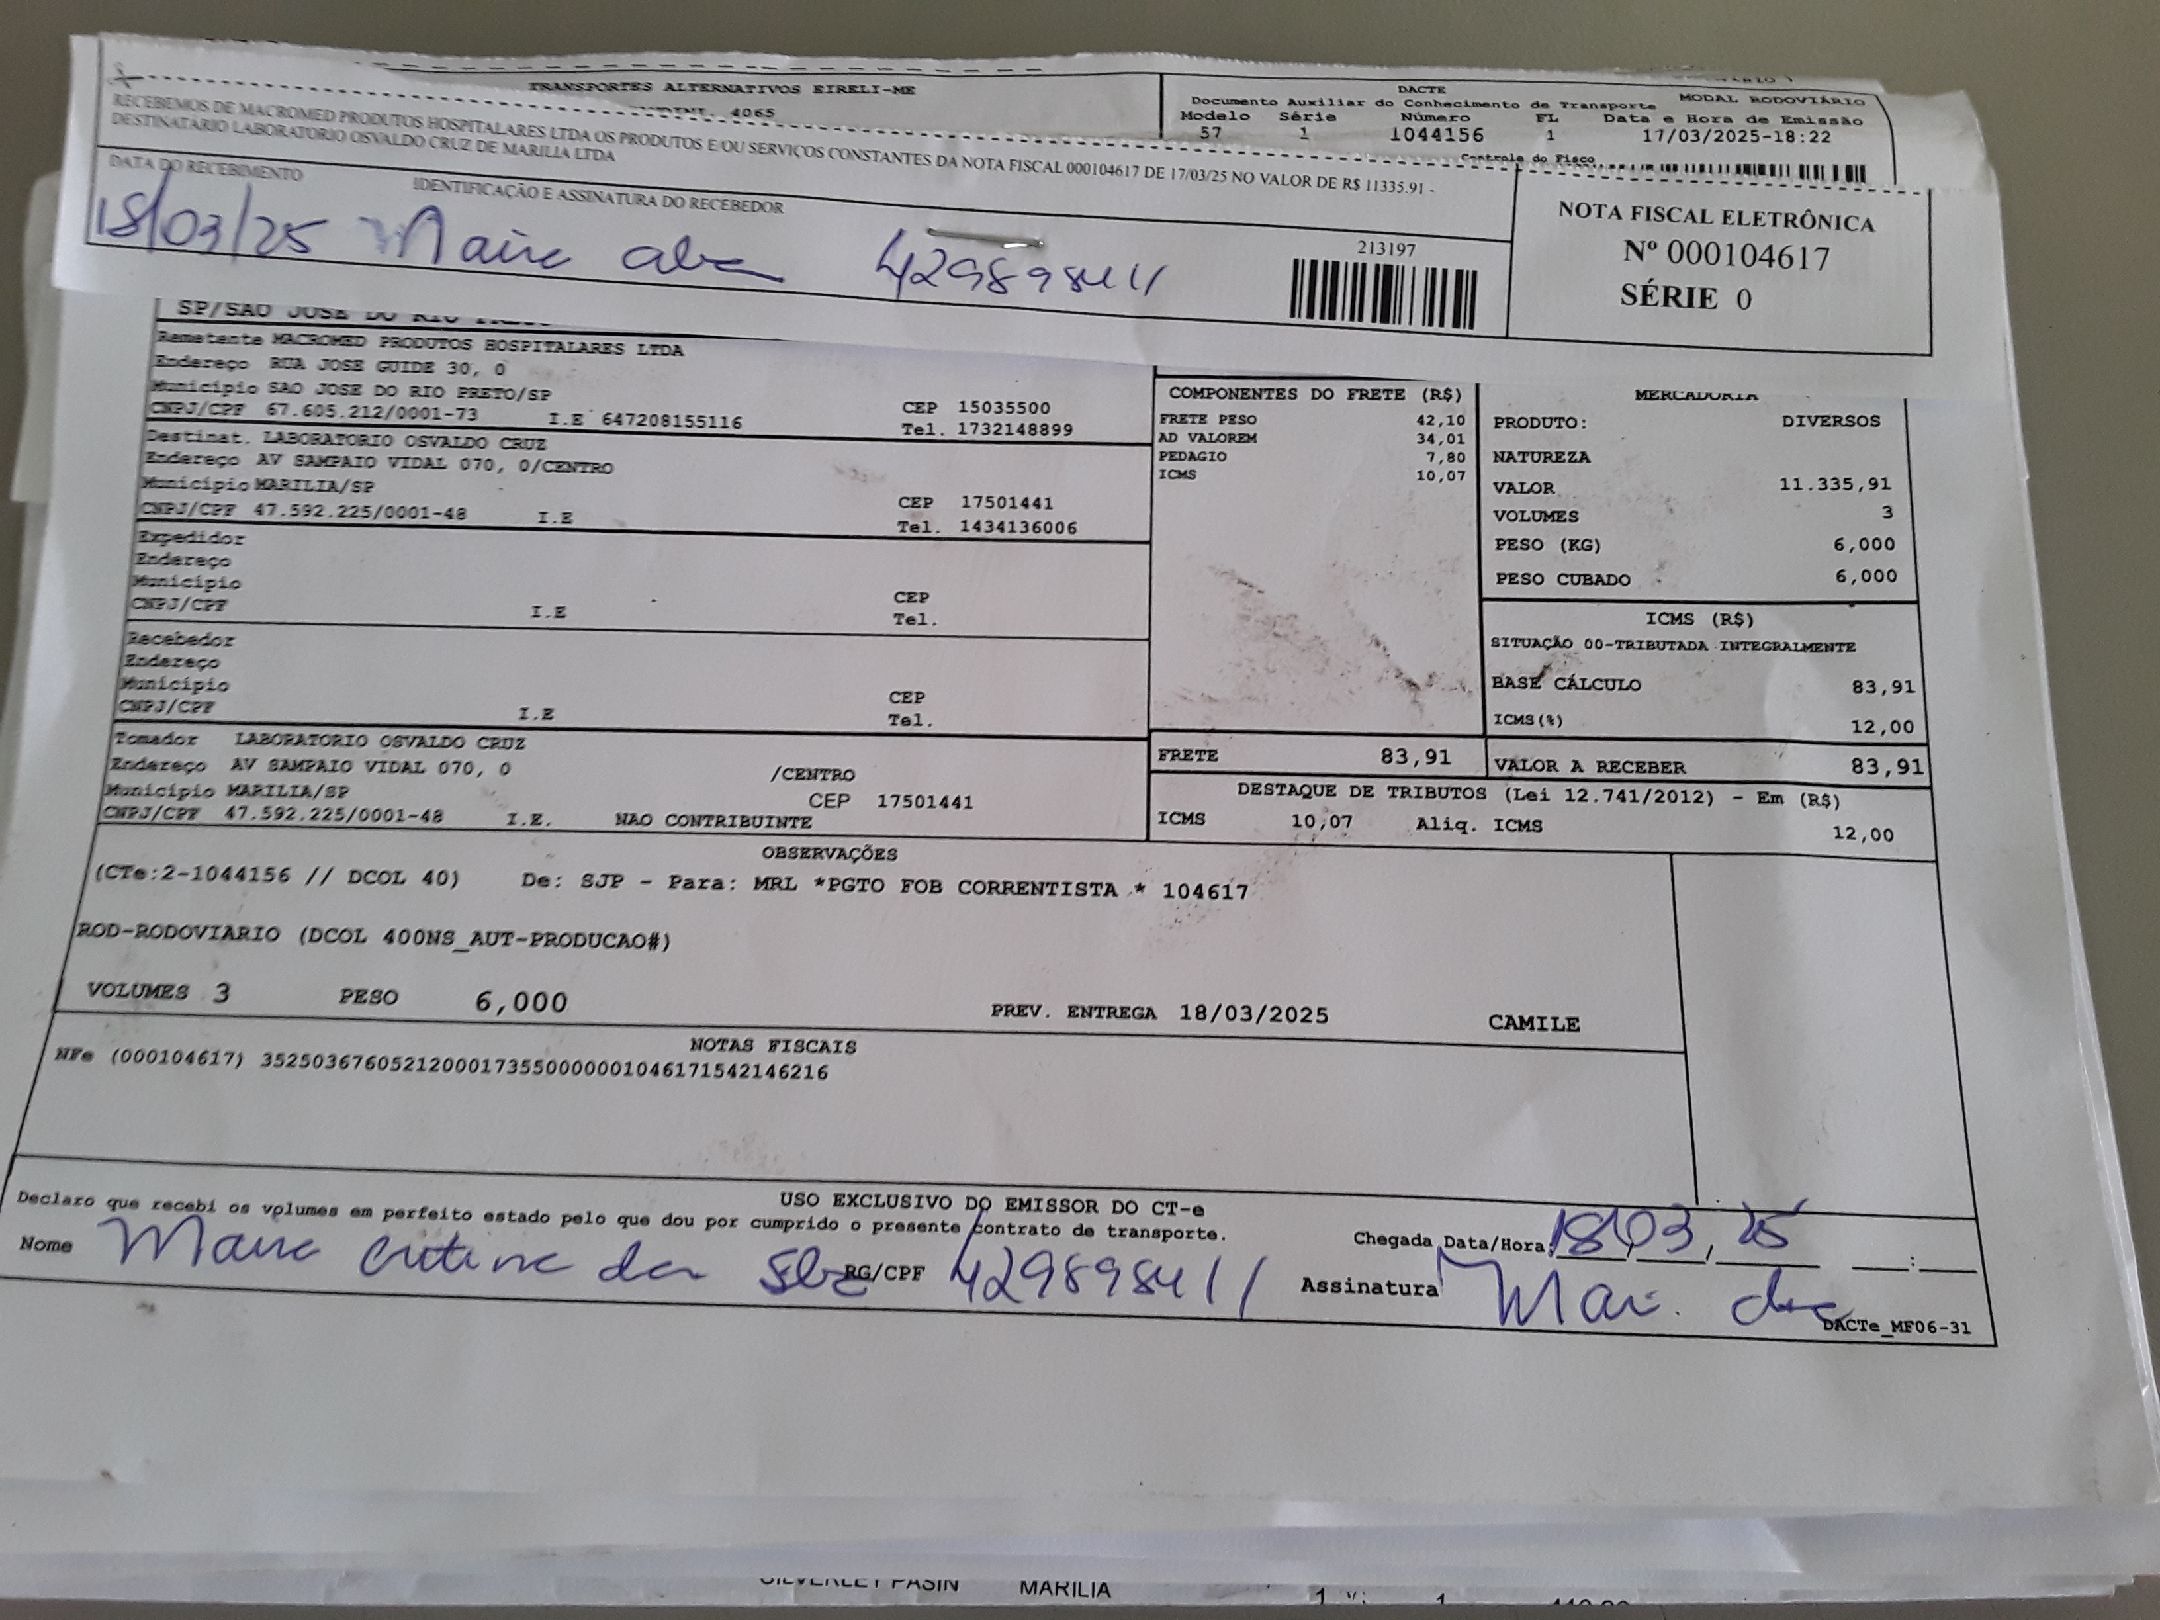 TRANSPORTES ALTERNATIVOS EIRELI-ME
4065
DACTE
Documento Auxiliar do Conhecimento de Transporte
MODAL RODOVIÁRIO
Modelo Série Número FL Data e Hora de Emissão
57 1 1044156 1 17/03/2025-18:22
Controle do Fisco
RECEBEMOS DE MACROMED PRODUTOS HOSPITALARES LTDA OS PRODUTOS E/OU SERVIÇOS CONSTANTES DA NOTA FISCAL 000104617 DE 17/03/25 NO VALOR DE R$ 11335.91 -
DESTINATARIO LABORATORIO OSVALDO CRUZ DE MARILIA LTDA
DATA DO RECEBIMENTO IDENTIFICAÇÃO E ASSINATURA DO RECEBEDOR
18/03/25 429898411
213197
NOTA FISCAL ELETRÔNICA
Nº 000104617
SÉRIE 0
SP/SAO JOSE DO RIO
Remetente MACROMED PRODUTOS HOSPITALARES LTDA
Endereço RUA JOSE GUIDE 30, 0
Município SAO JOSE DO RIO PRETO/SP
CEP 15035500
CNPJ/CPF 67.605.212/0001-73 I.E 647208155116 Tel. 1732148899
Destinat. LABORATORIO OSVALDO CRUZ
Endereço AV SAMPAIO VIDAL 070, 0/CENTRO
Município MARILIA/SP CEP 17501441
CNPJ/CPF 47.592.225/0001-48 I.E Tel. 1434136006
Expedidor
Endereço
Município CEP
CNPJ/CPF I.E Tel.
Recebedor
Endereço
Município CEP
CNPJ/CPF I.E Tel.
Tomador LABORATORIO OSVALDO CRUZ
Endereço AV SAMPAIO VIDAL 070, 0 /CENTRO
Município MARILIA/SP CEP 17501441
CNPJ/CPF 47.592.225/0001-48 I.E. NAO CONTRIBUINTE
COMPONENTES DO FRETE (R$)
FRETE PESO 42,10
AD VALOREM 34,01
PEDAGIO 7,80
ICMS 10,07
FRETE 83,91
MERCADORIA
PRODUTO: DIVERSOS
NATUREZA
VALOR 11.335,91
VOLUMES 3
PESO (KG) 6,000
PESO CUBADO 6,000
ICMS (R$)
SITUAÇÃO 00-TRIBUTADA INTEGRALMENTE
BASE CÁLCULO 83,91
ICMS(%) 12,00
VALOR A RECEBER 83,91
DESTAQUE DE TRIBUTOS (Lei 12.741/2012) - Em (R$)
ICMS 10,07 Aliq. ICMS 12,00
OBSERVAÇÕES
(CTe:2-1044156 // DCOL 40) De: SJP - Para: MRL *PGTO FOB CORRENTISTA * 104617
ROD-RODOVIARIO (DCOL 400NS_AUT-PRODUCAO#)
VOLUMES 3 PESO 6,000 PREV. ENTREGA 18/03/2025 CAMILE
NOTAS FISCAIS
NFe (000104617) 35250367605212000173550000001046171542146216
USO EXCLUSIVO DO EMISSOR DO CT-e
Declaro que recebi os volumes em perfeito estado pelo que dou por cumprido o presente contrato de transporte.
Chegada Data/Hora: 18/03/25
Nome RG/CPF 429898411 Assinatura
DACTe_MF06-31
PASIN MARILIA